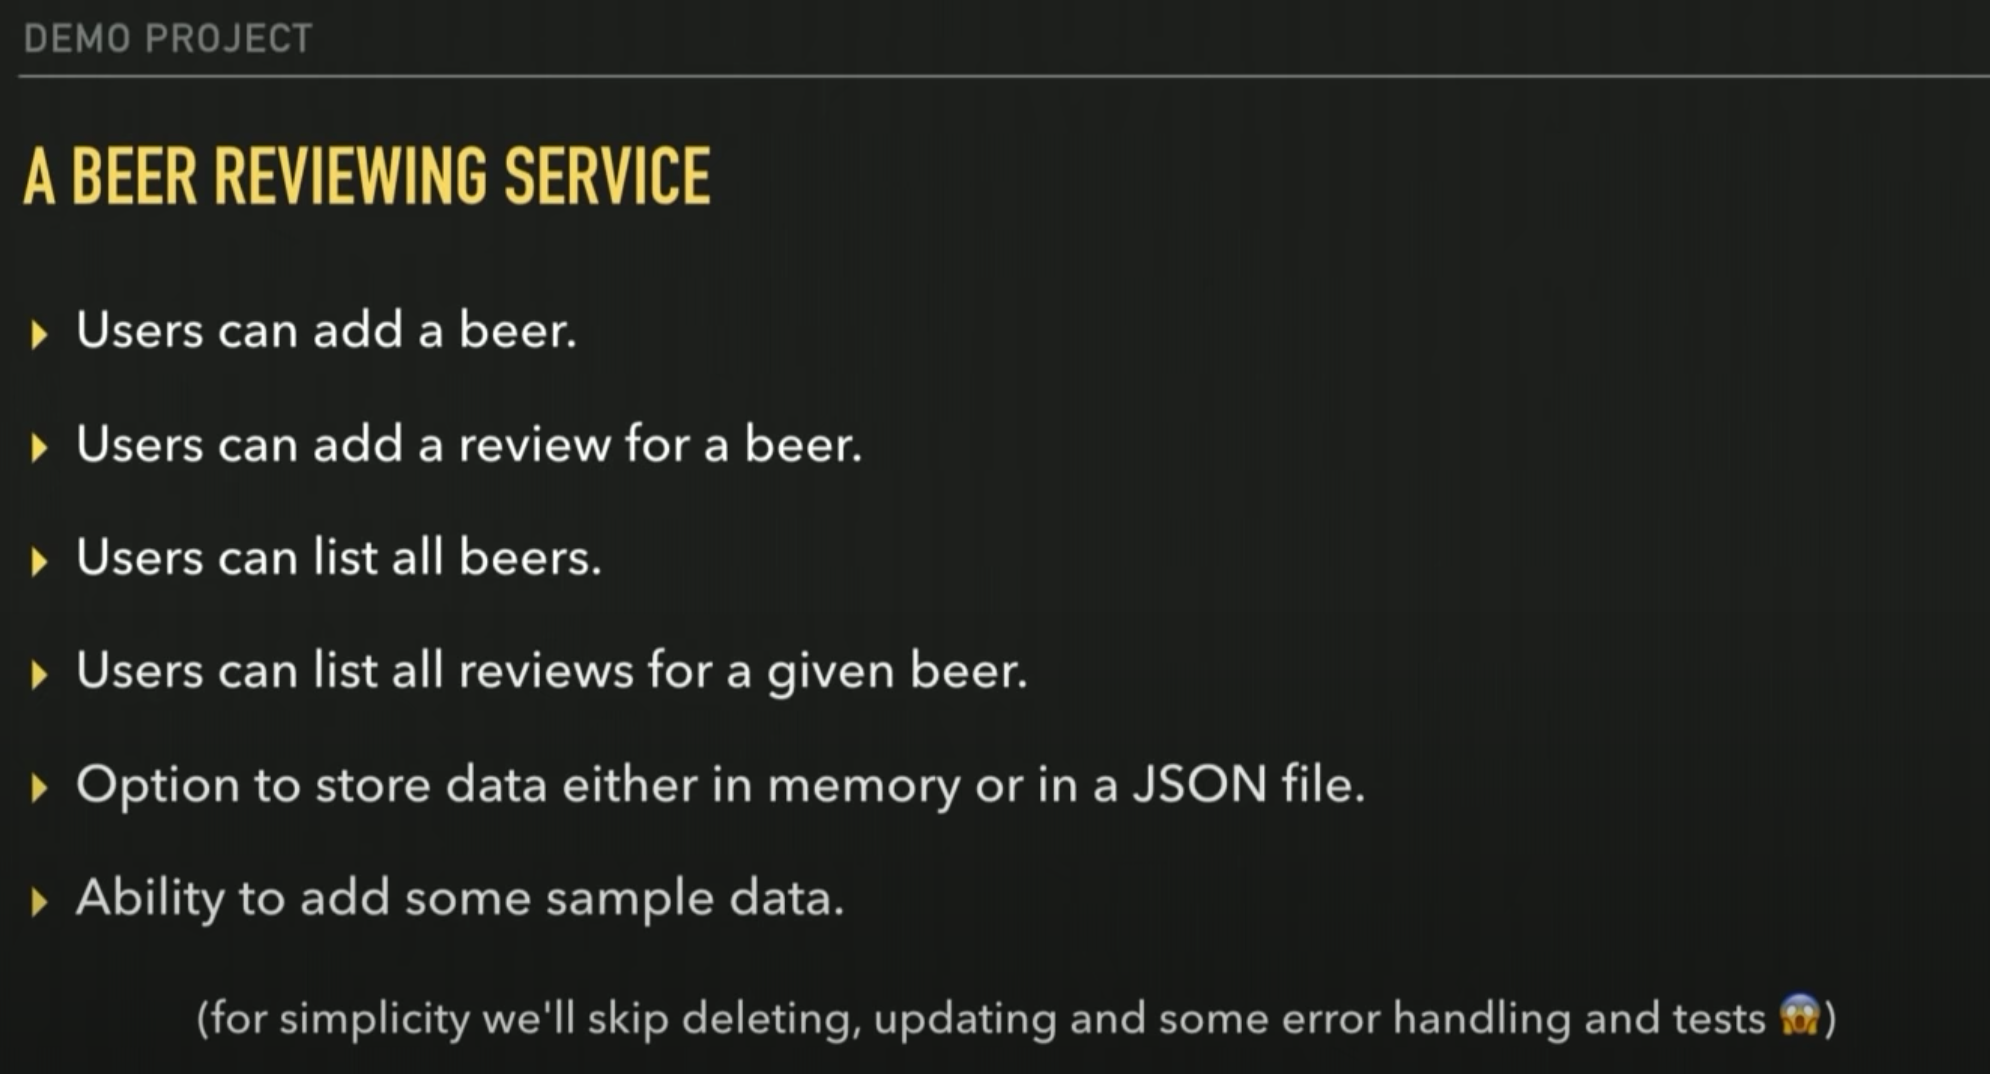 DEMO PROJECT
A BEER REVIEWING SERVICE
Users can add a beer.
Users can add a review for a beer.
Users can list all beers.
Users can list all reviews for a given beer.
Option to store data either in memory or in a JSON file.
Ability to add some sample data.
(for simplicity we'll skip deleting, updating and some error handling and tests 😱)